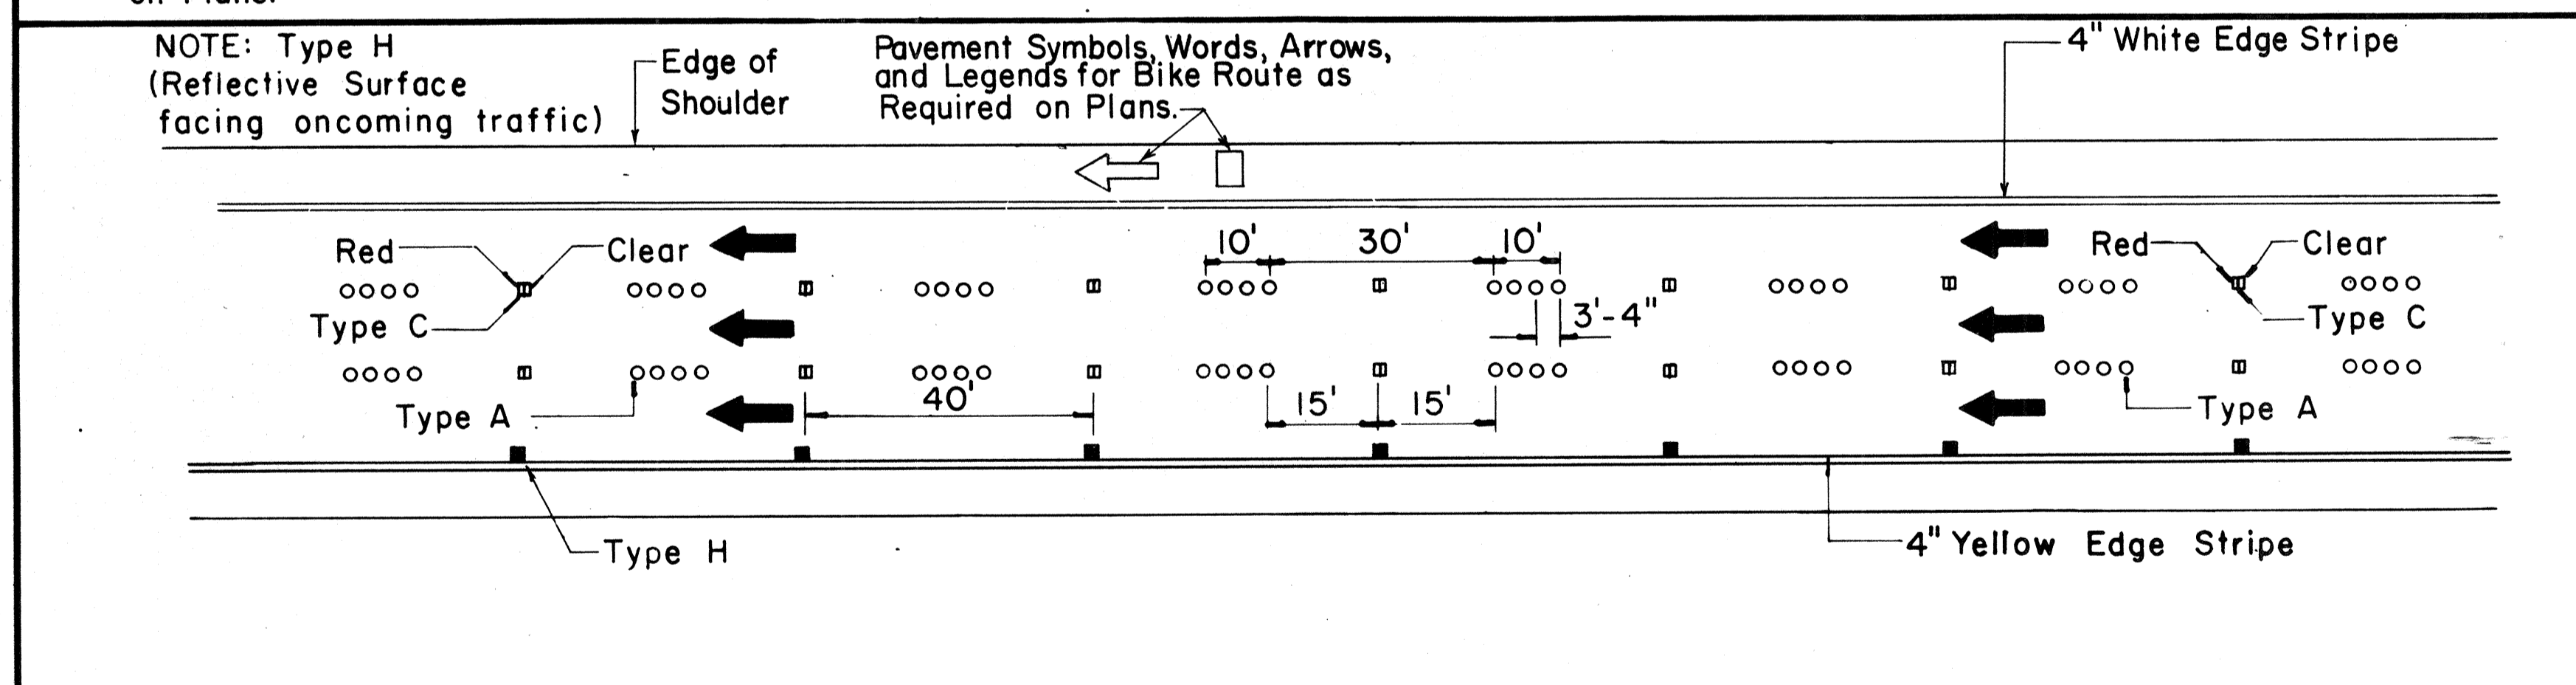 on Plans.
NOTE: Type H
(Reflective Surface
facing oncoming traffic)
Edge of
Shoulder
Pavement Symbols, Words, Arrows,
and Legends for Bike Route as
Required on Plans.
4" White Edge Stripe
Red
Clear
10'
30'
10'
Red
Clear
Type C
3'-4"
Type C
Type A
40'
15'
15'
Type A
Type H
4" Yellow Edge Stripe